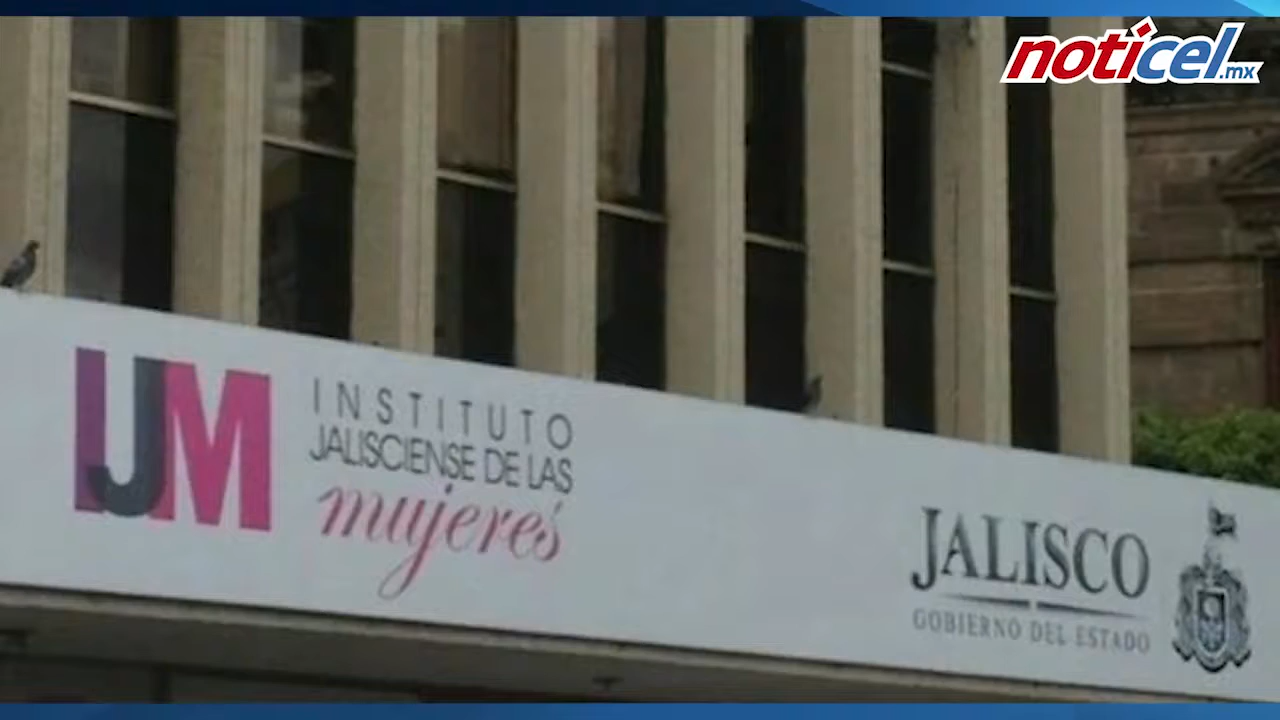 noticel.mx
IJM
INSTITUTO
JALISCIENSE DE LAS
mujeres
JALISCO
GOBIERNO DEL ESTADO